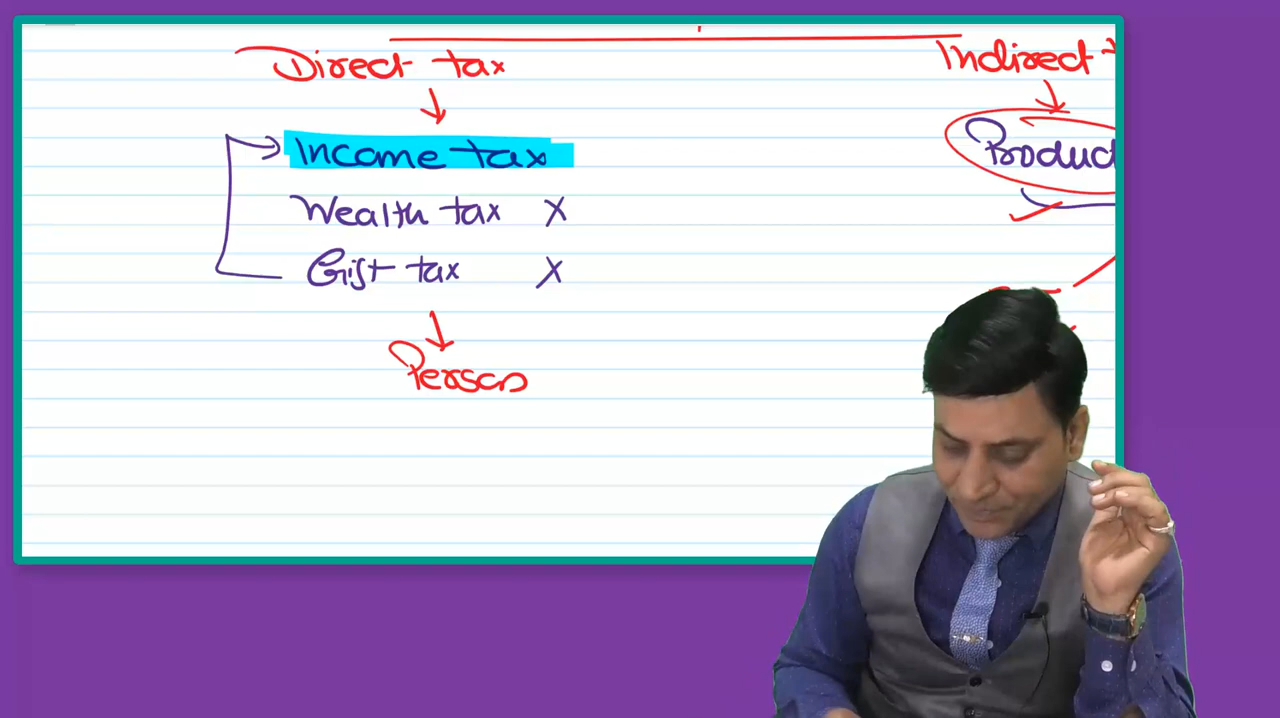 Direct tax
Indirect
Income tax
Product
Wealth tax X
Gift tax X
Person